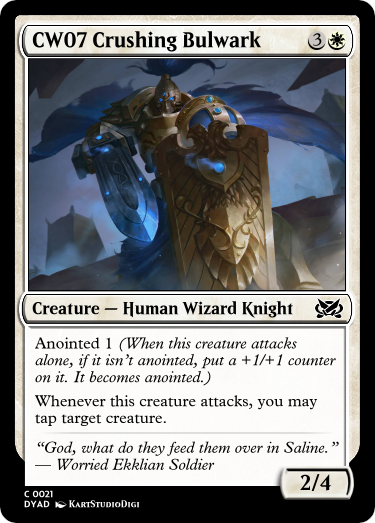 CW07 Crushing Bulwark 3
Creature — Human Wizard Knight
Anointed 1 (When this creature attacks
alone, if it isn't anointed, put a +1/+1 counter
on it. It becomes anointed.)
Whenever this creature attacks, you may
tap target creature.
“God, what do they feed them over in Saline.”
— Worried Ekklian Soldier
2/4
C 0021
DYAD KartStudioDigi